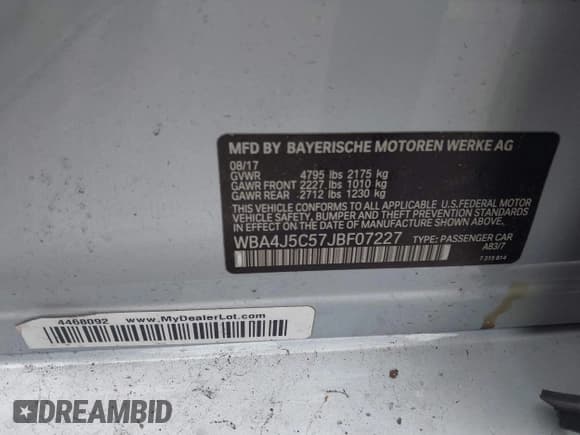 MFD BY BAYERISCHE MOTOREN WERKE AG
08/17
GVWR 4795 lbs 2175 kg
GAWR FRONT 2227 lbs 1010 kg
GAWR REAR 2712 lbs 1230 kg
THIS VEHICLE CONFORMS TO ALL APPLICABLE U.S. FEDERAL MOTOR
VEHICLE SAFETY, BUMPER, AND THEFT PREVENTION STANDARDS IN
EFFECT ON THE DATE OF MANUFACTURE SHOWN ABOVE.
WBA4J5C57JBF07227 TYPE: PASSENGER CAR
A83/7
7 315 814
4468092 www.MyDealerLot.com
DREAMBID